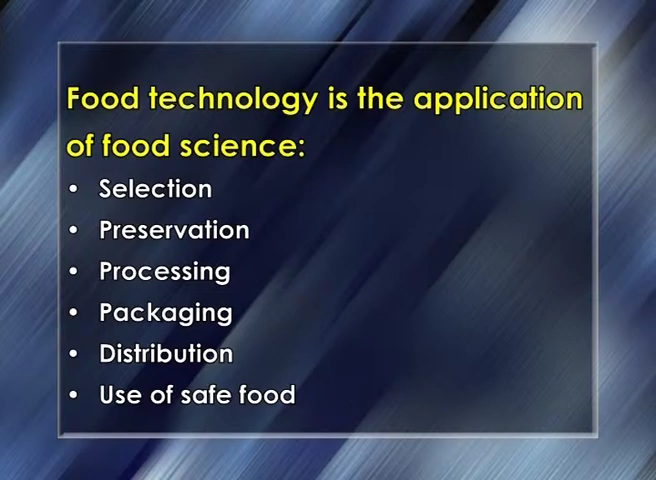 Food technology is the application
of food science:
• Selection
• Preservation
• Processing
• Packaging
• Distribution
• Use of safe food